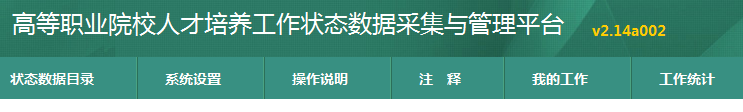 高等职业院校人才培养工作状态数据采集与管理平台 v2.14a002
状态数据目录 系统设置 操作说明 注 释 我的工作 工作统计